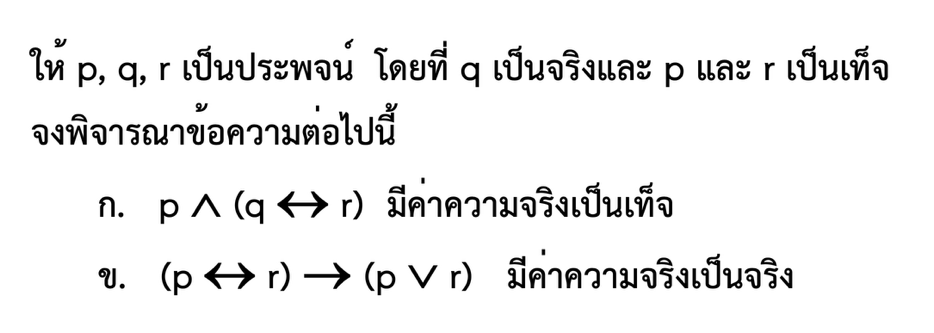 ให้ p, q, r เป็นประพจน์ โดยที่ q เป็นจริงและ p และ r เป็นเท็จ
จงพิจารณาข้อความต่อไปนี้
ก. p ∧ (q ↔ r) มีค่าความจริงเป็นเท็จ
ข. (p ↔ r) → (p ∨ r) มีค่าความจริงเป็นจริง